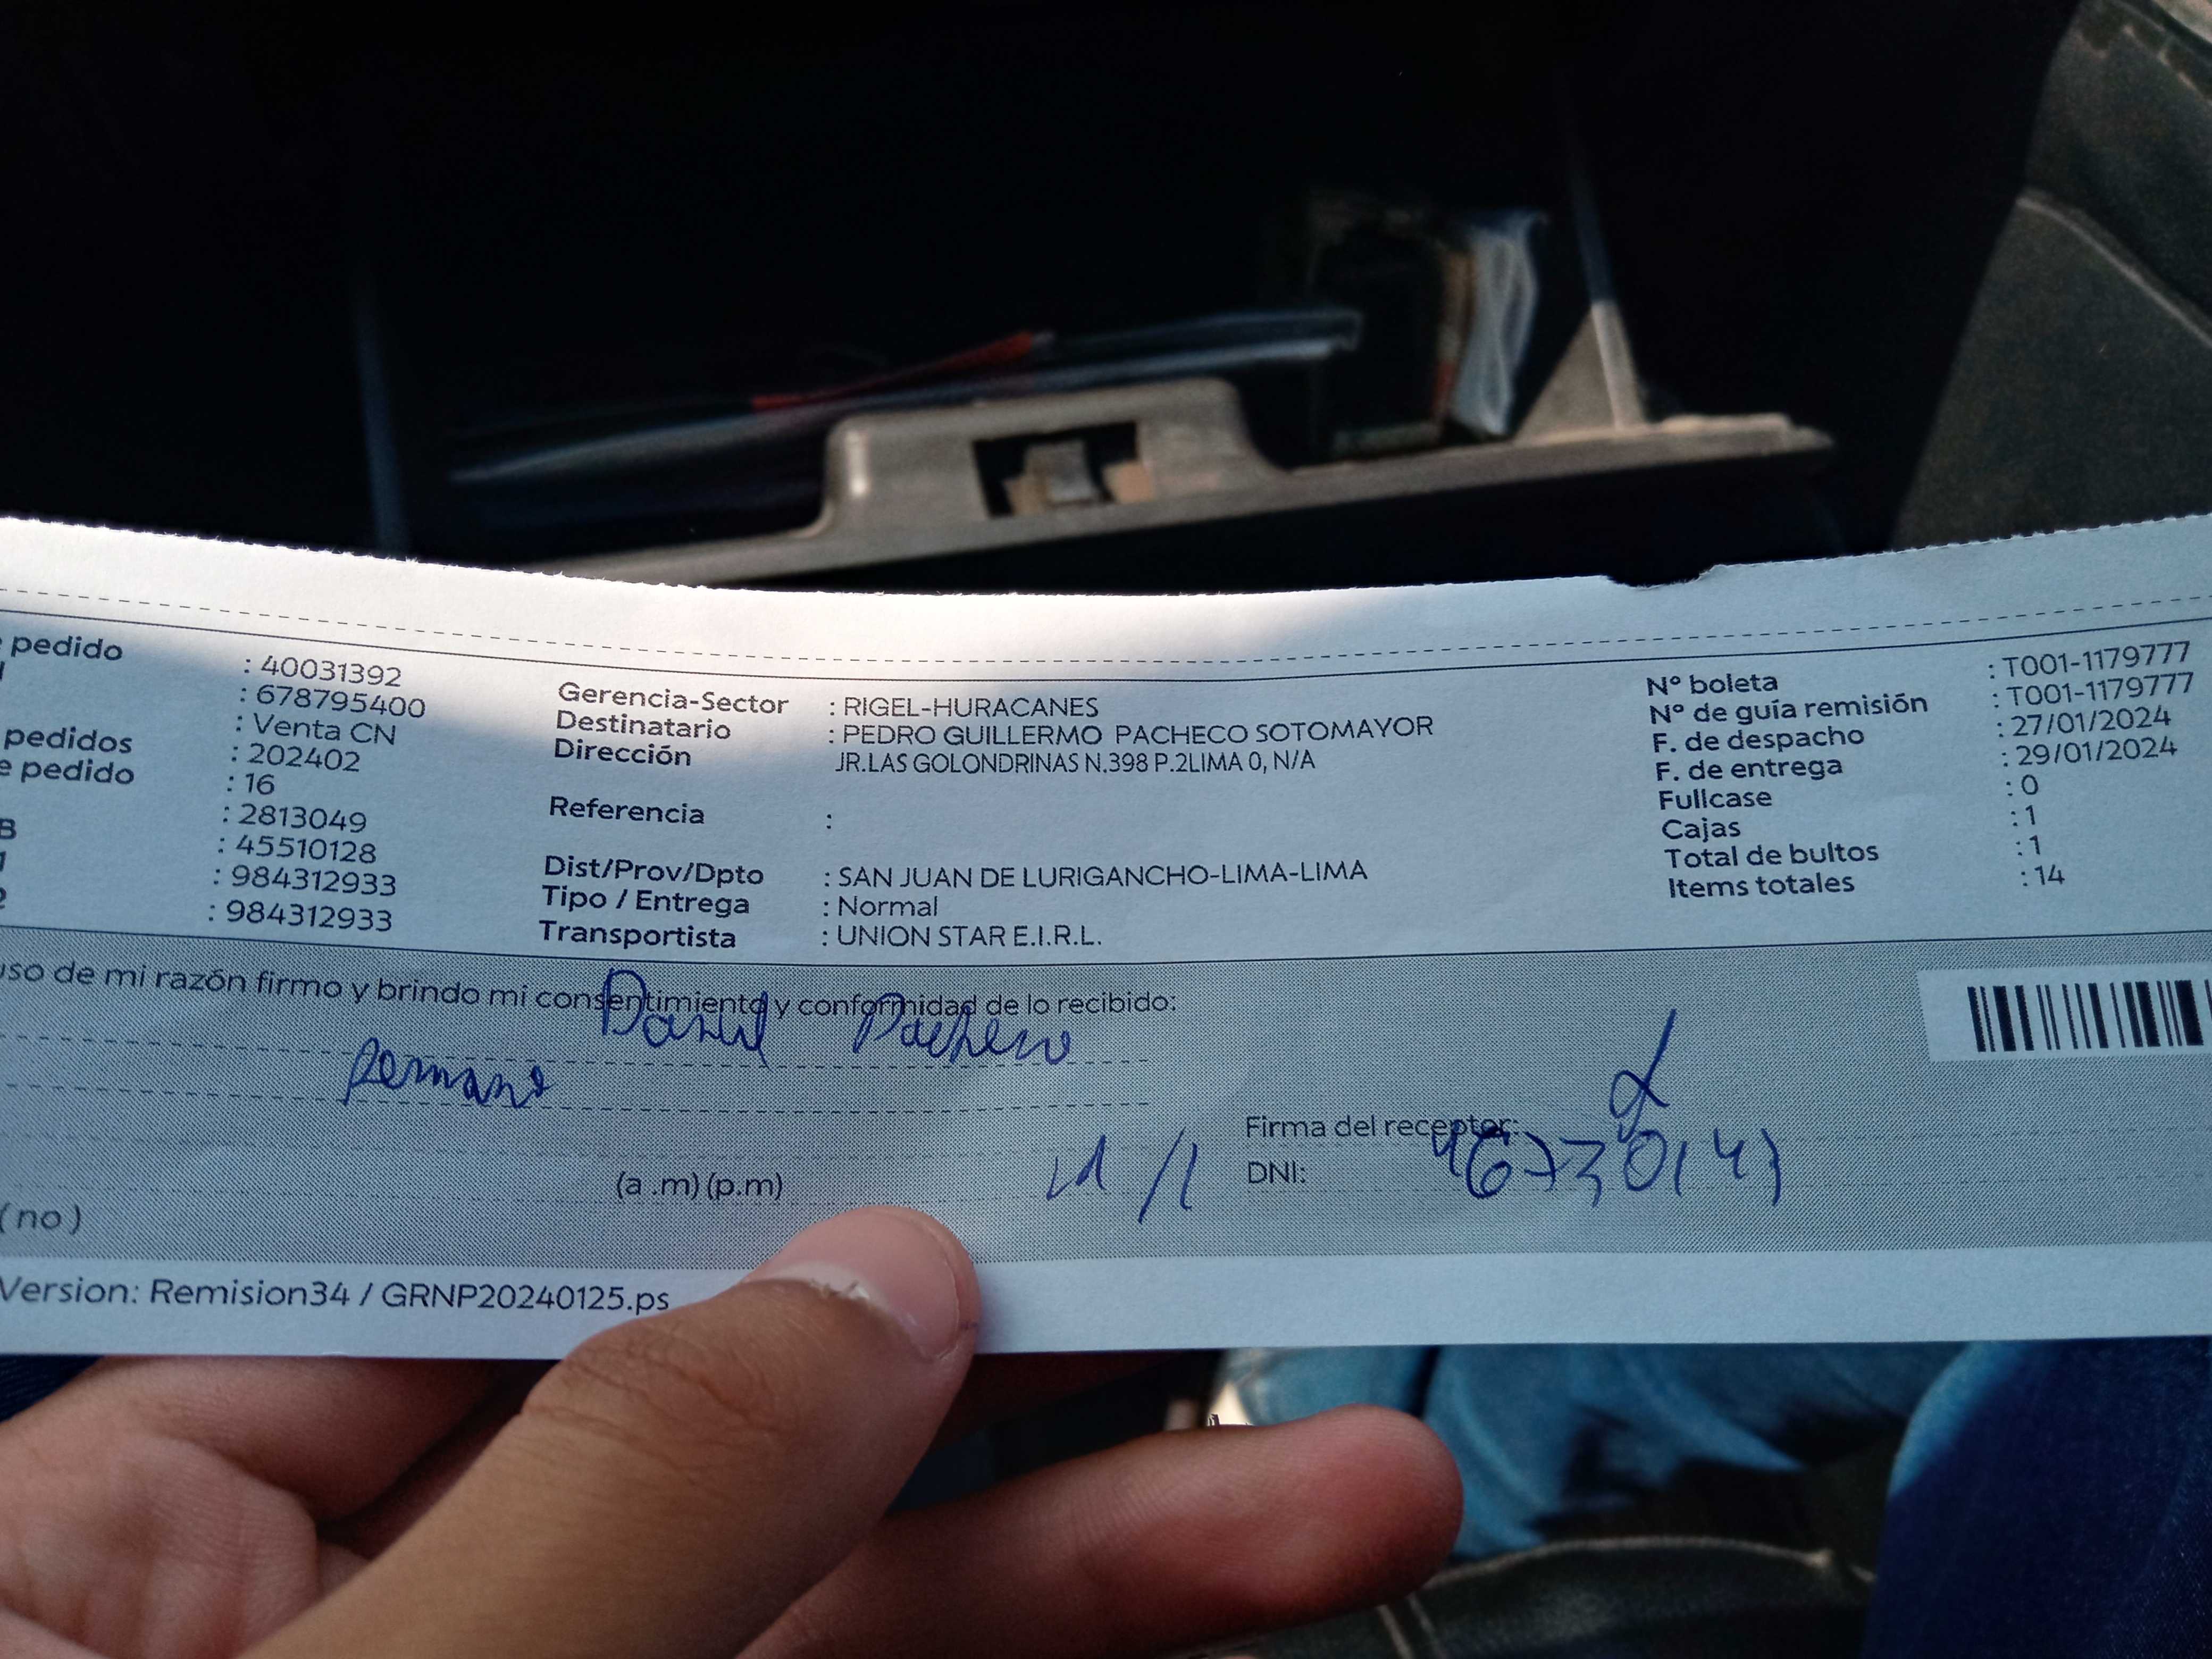 pedido : 40031392
: 678795400
: Venta CN
pedidos : 202402
e pedido : 16
: 2813049
B : 45510128
1 : 984312933
2 : 984312933
Gerencia-Sector : RIGEL-HURACANES
Destinatario : PEDRO GUILLERMO PACHECO SOTOMAYOR
Dirección JR.LAS GOLONDRINAS N.398 P.2LIMA 0, N/A
Referencia :
Dist/Prov/Dpto : SAN JUAN DE LURIGANCHO-LIMA-LIMA
Tipo / Entrega : Normal
Transportista : UNION STAR E.I.R.L.
Nº boleta : T001-1179777
Nº de guía remisión : T001-1179777
F. de despacho : 27/01/2024
F. de entrega : 29/01/2024
Fullcase : 0
Cajas : 1
Total de bultos : 1
Items totales : 14
uso de mi razón firmo y brindo mi consentimiento y conformidad de lo recibido:
Pacheco
Firma del receptor:
(a .m) (p.m) DNI:
(no)
Version: Remision34 / GRNP20240125.ps